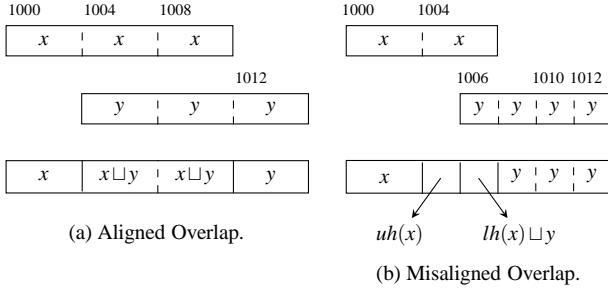 1000 1004 1008
x x x
1012
y y y
x x⊔y x⊔y y
(a) Aligned Overlap.
1000 1004
x x
1006 1010 1012
y y y y
x y y y
uh(x) lh(x)⊔y
(b) Misaligned Overlap.